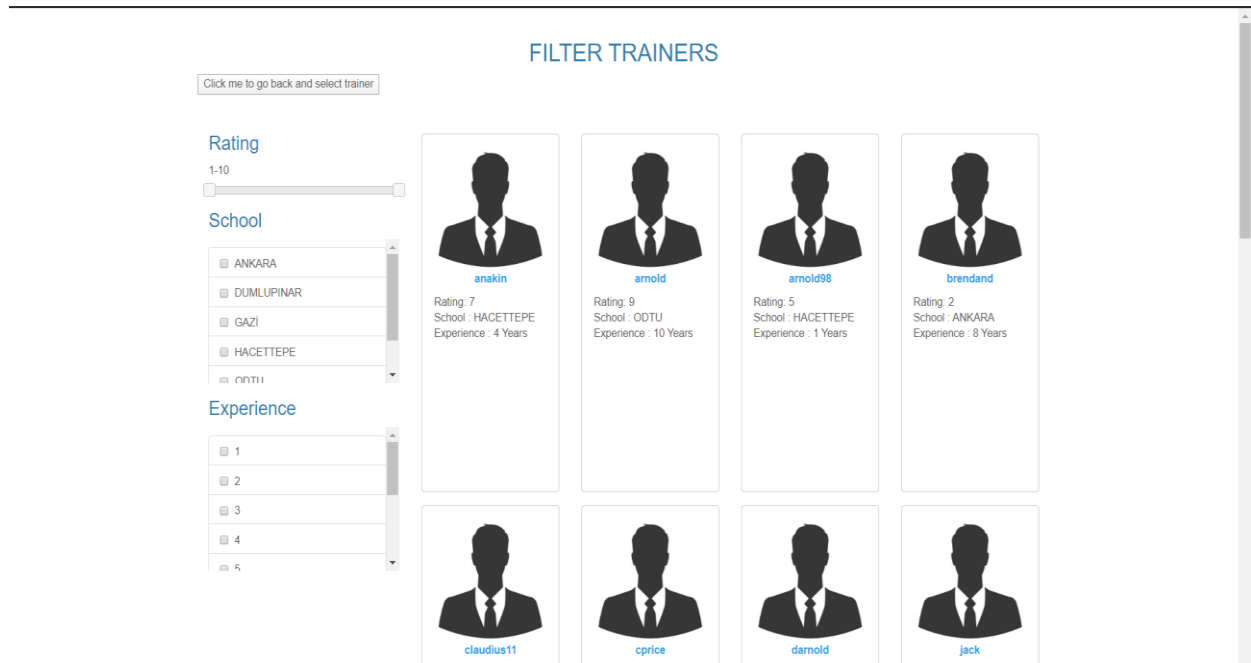 FILTER TRAINERS
Click me to go back and select trainer
Rating
1-10
School
ANKARA
DUMLUPINAR
GAZİ
HACETTEPE
ODTU
Experience
1
2
3
4
5
anakin
Rating: 7
School : HACETTEPE
Experience : 4 Years
arnold
Rating: 9
School : ODTU
Experience : 10 Years
arnold98
Rating: 5
School : HACETTEPE
Experience : 1 Years
brendand
Rating: 2
School : ANKARA
Experience : 8 Years
claudius11
cprice
darnold
jack